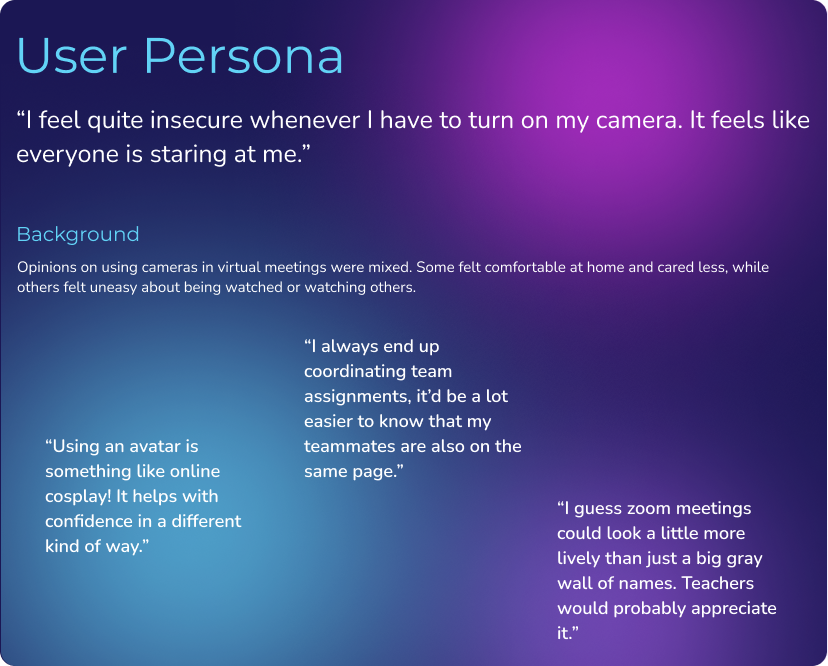 User Persona
“I feel quite insecure whenever I have to turn on my camera. It feels like
everyone is staring at me.”
Background
Opinions on using cameras in virtual meetings were mixed. Some felt comfortable at home and cared less, while
others felt uneasy about being watched or watching others.
“I always end up
coordinating team
assignments, it’d be a lot
easier to know that my
teammates are also on the
same page.”
“Using an avatar is
something like online
cosplay! It helps with
confidence in a different
kind of way.”
“I guess zoom meetings
could look a little more
lively than just a big gray
wall of names. Teachers
would probably appreciate
it.”